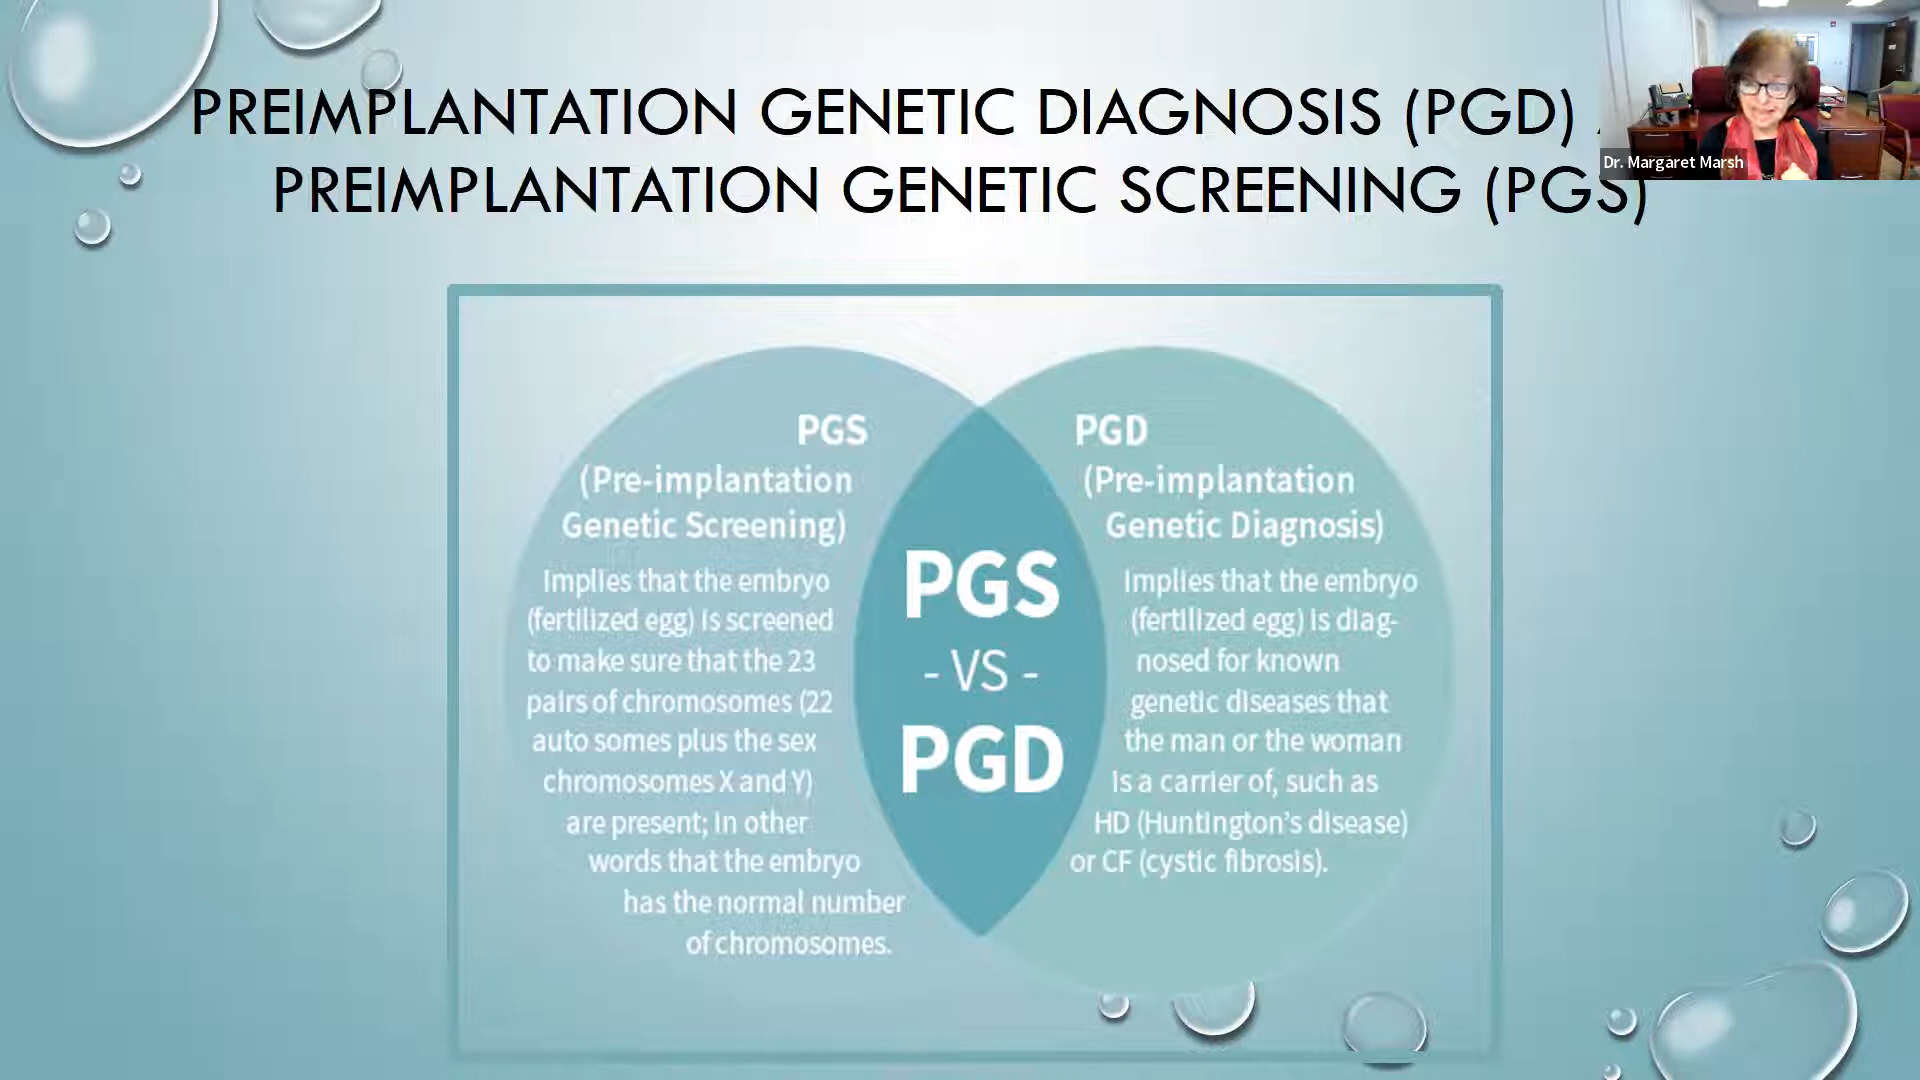 PREIMPLANTATION GENETIC DIAGNOSIS (PGD)
PREIMPLANTATION GENETIC SCREENING (PGS)
Dr. Margaret Marsh
PGS
(Pre-implantation
Genetic Screening)
Implies that the embryo
(fertilized egg) is screened
to make sure that the 23
pairs of chromosomes (22
auto somes plus the sex
chromosomes X and Y)
are present; in other
words that the embryo
has the normal number
of chromosomes.
PGS
- VS -
PGD
PGD
(Pre-implantation
Genetic Diagnosis)
Implies that the embryo
(fertilized egg) is diag-
nosed for known
genetic diseases that
the man or the woman
is a carrier of, such as
HD (Huntington's disease)
or CF (cystic fibrosis).